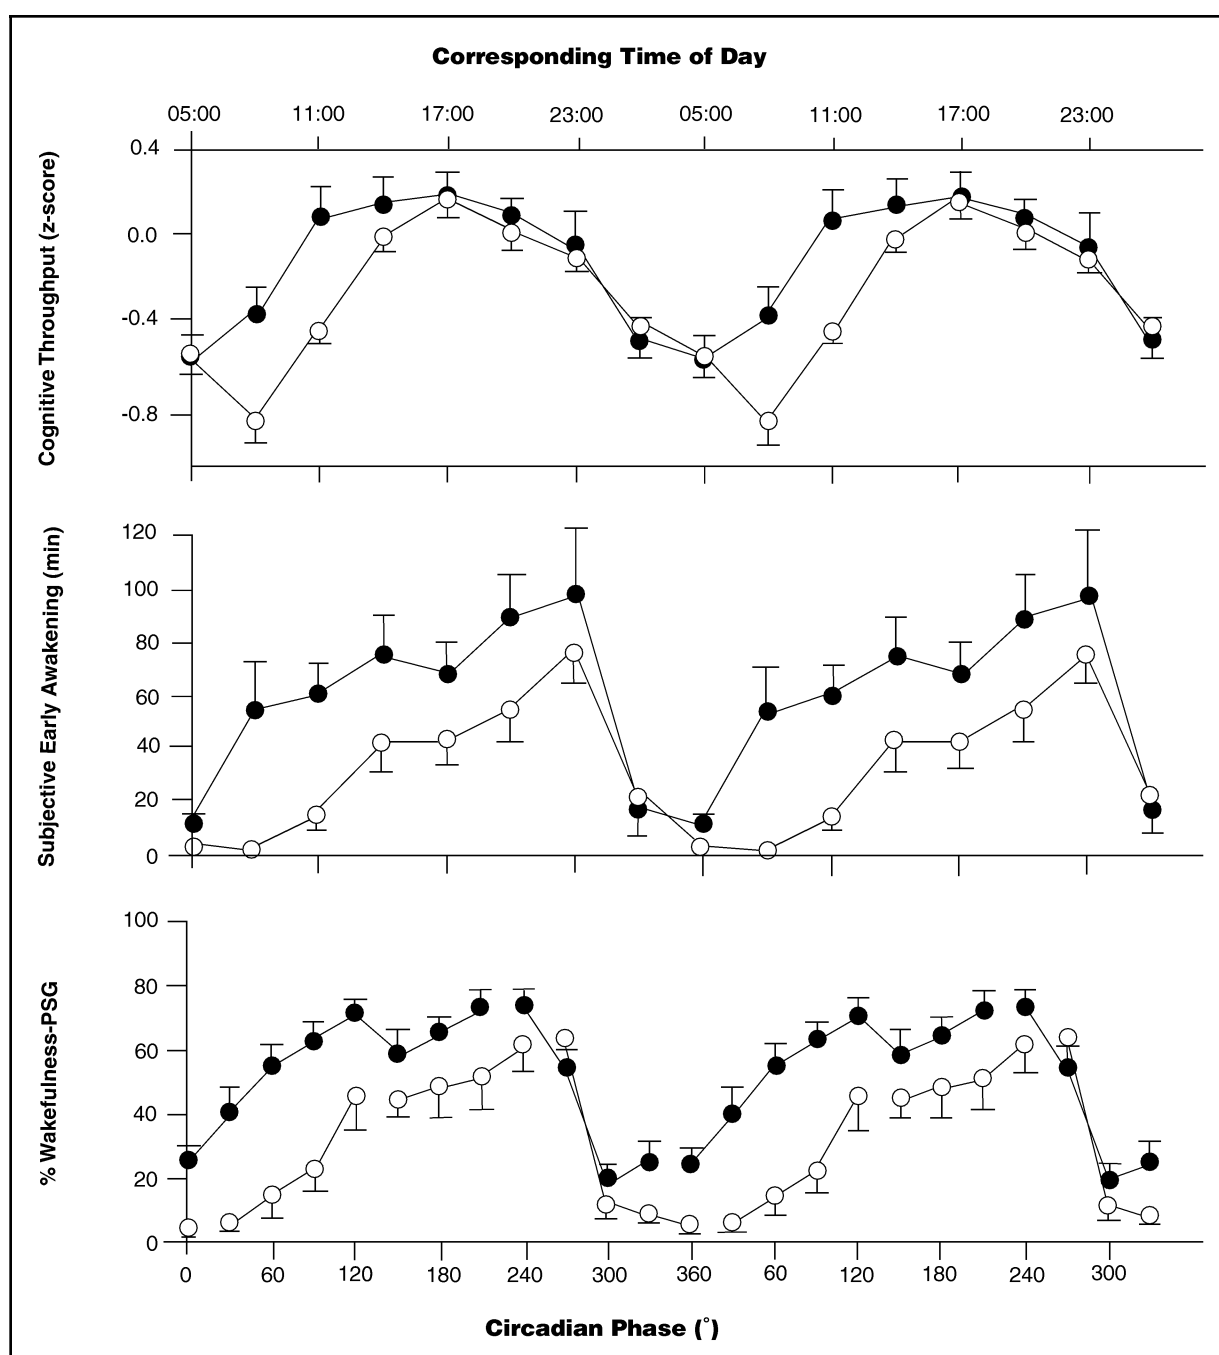 Corresponding Time of Day
05:00 11:00 17:00 23:00 05:00 11:00 17:00 23:00
Cognitive Throughput (z-score)
0.4
0.0
-0.4
-0.8
Subjective Early Awakening (min)
120
100
80
60
40
20
0
% Wakefulness-PSG
100
80
60
40
20
0
0 60 120 180 240 300 360 60 120 180 240 300
Circadian Phase (°)